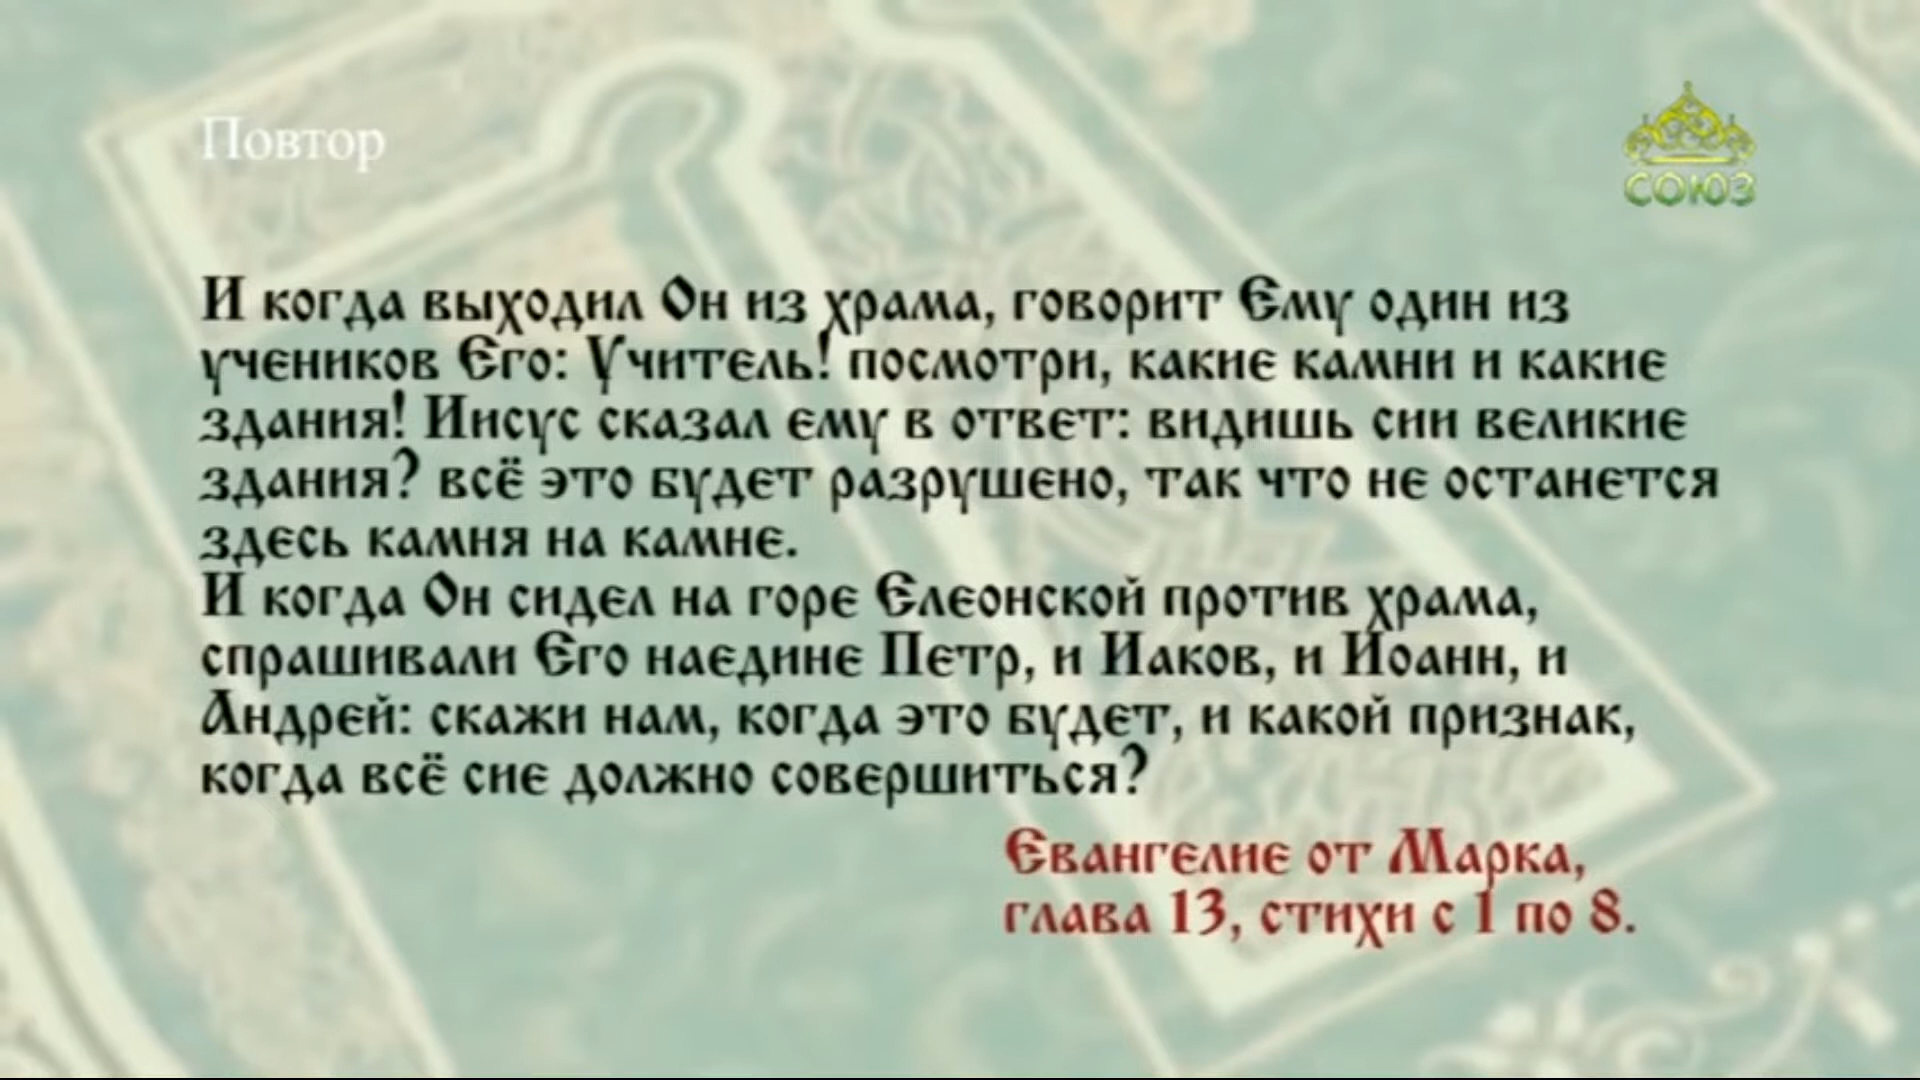 Повтор
СОЮЗ
И когда выходил Он из храма, говорит Ему один из
учеников Его: Учитель! посмотри, какие камни и какие
здания! Иисус сказал ему в ответ: видишь сии великие
здания? всё это будет разрушено, так что не останется
здесь камня на камне.
И когда Он сидел на горе Елеонской против храма,
спрашивали Его наедине Петр, и Иаков, и Иоанн, и
Андрей: скажи нам, когда это будет, и какой признак,
когда всё сие должно совершиться?
Евангелие от Марка,
глава 13, стихи с 1 по 8.